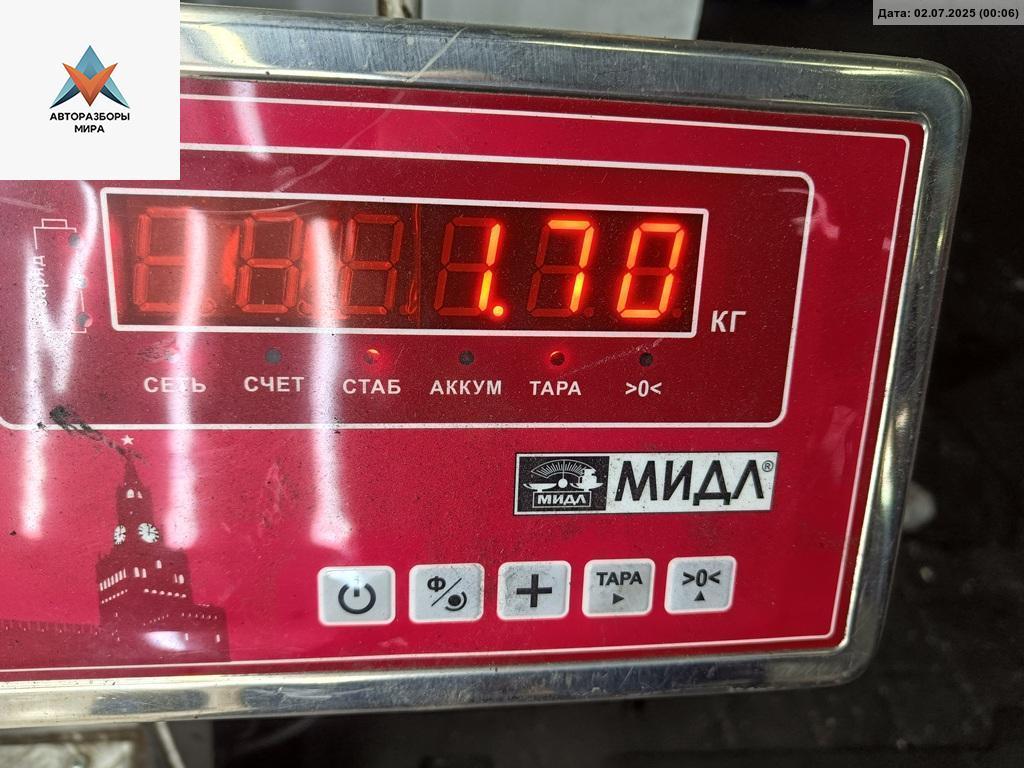 Дата: 02.07.2025 (00:06)
АВТОРАЗБОРЫ
МИРА
1.70
КГ
заряд
СЕТЬ СЧЕТ СТАБ АККУМ ТАРА >0<
МИДЛ МИДЛ®
Ф/ + ТАРА >0<